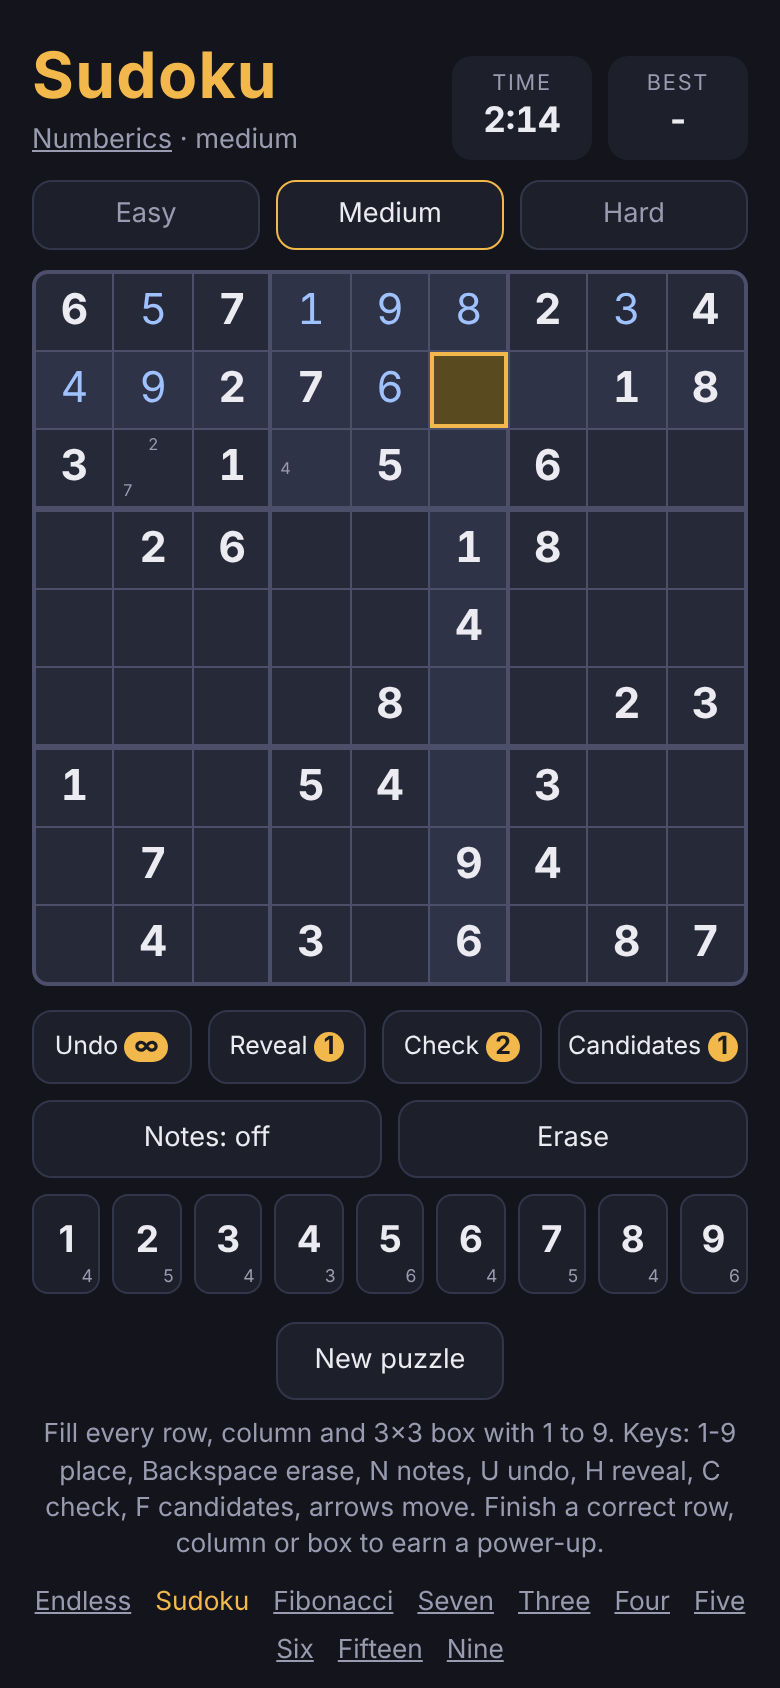 Sudoku
Numberics · medium
TIME
2:14
BEST
-
Easy Medium Hard
6 5 7 1 9 8 2 3 4
4 9 2 7 6 1 8
3 2 7 1 4 5 6
2 6 1 8
4
8 2 3
1 5 4 3
7 9 4
4 3 6 8 7
Undo ∞ Reveal 1 Check 2 Candidates 1
Notes: off Erase
1 4 2 5 3 4 4 3 5 6 6 4 7 5 8 4 9 6
New puzzle
Fill every row, column and 3×3 box with 1 to 9. Keys: 1-9
place, Backspace erase, N notes, U undo, H reveal, C
check, F candidates, arrows move. Finish a correct row,
column or box to earn a power-up.
Endless Sudoku Fibonacci Seven Three Four Five
Six Fifteen Nine